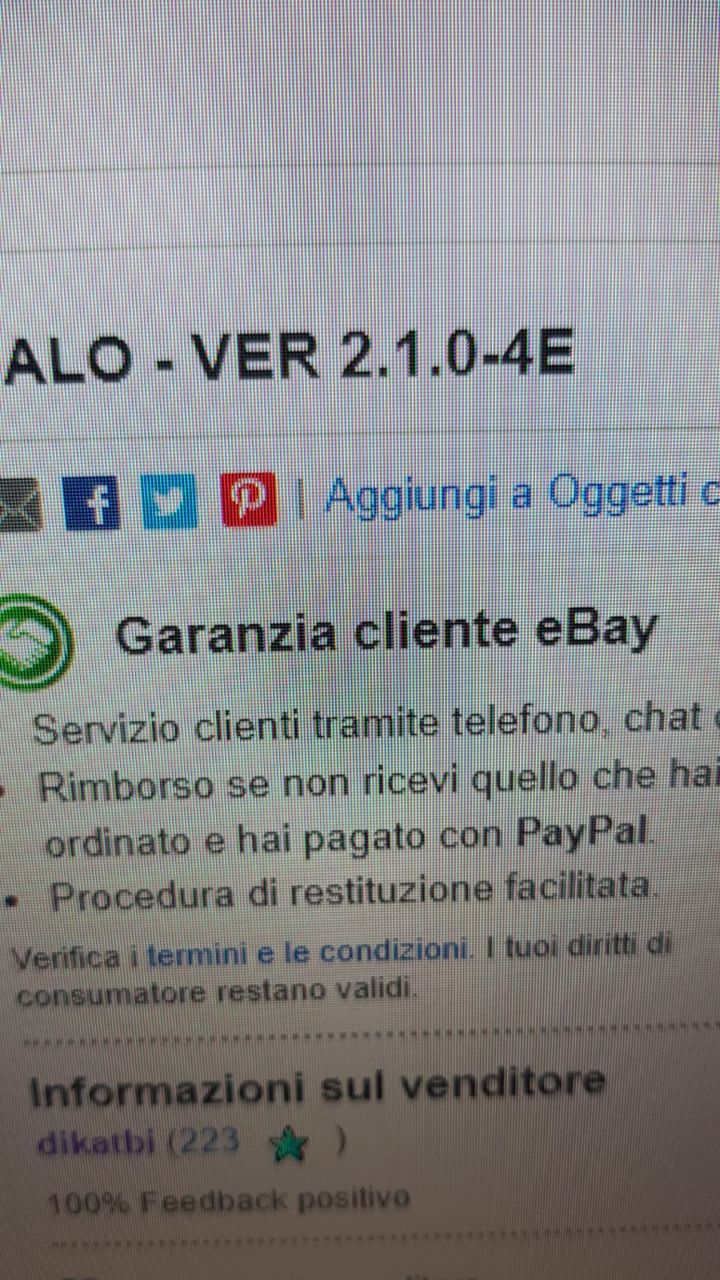 ALO - VER 2.1.0-4E
| Aggiungi a Oggetti c
Garanzia cliente eBay
Servizio clienti tramite telefono, chat
Rimborso se non ricevi quello che hai
ordinato e hai pagato con PayPal.
• Procedura di restituzione facilitata.
Verifica i termini e le condizioni. I tuoi diritti di
consumatore restano validi.
Informazioni sul venditore
dikatbi (223 )
100% Feedback positivo